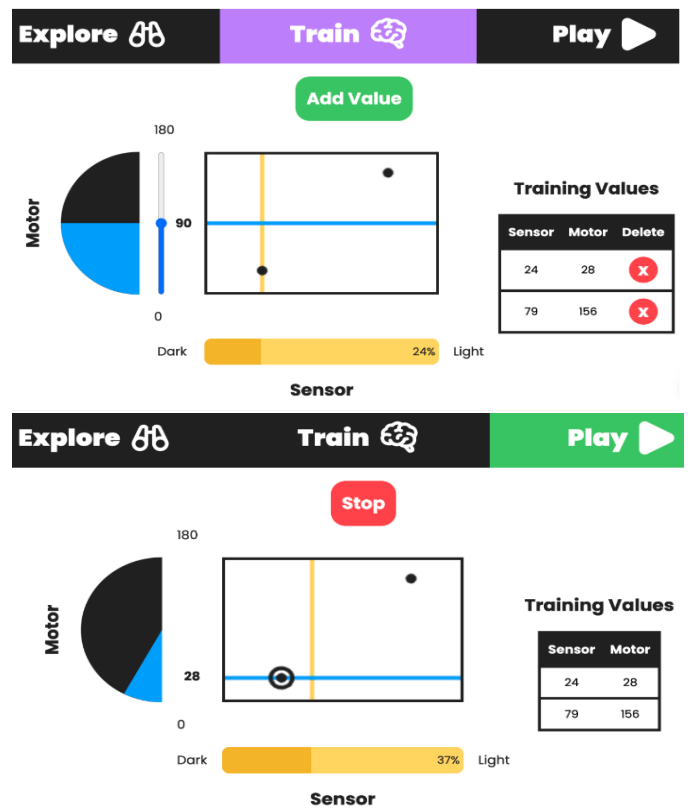 Explore Train Play
Add Value
180
Motor
90
0
Training Values
Sensor Motor Delete
24 28 X
79 156 X
Dark 24% Light
Sensor
Explore Train Play
Stop
180
Motor
28
0
Training Values
Sensor Motor
24 28
79 156
Dark 37% Light
Sensor